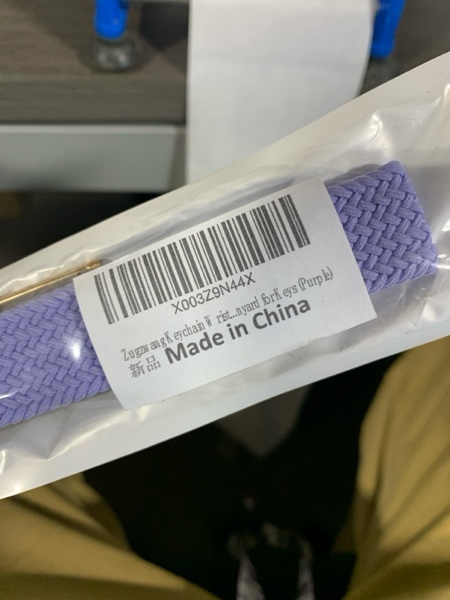 X003Z9N44X
Zugzwang Keychain Wrist...nyard for Keys (Purple)
新品 Made in China